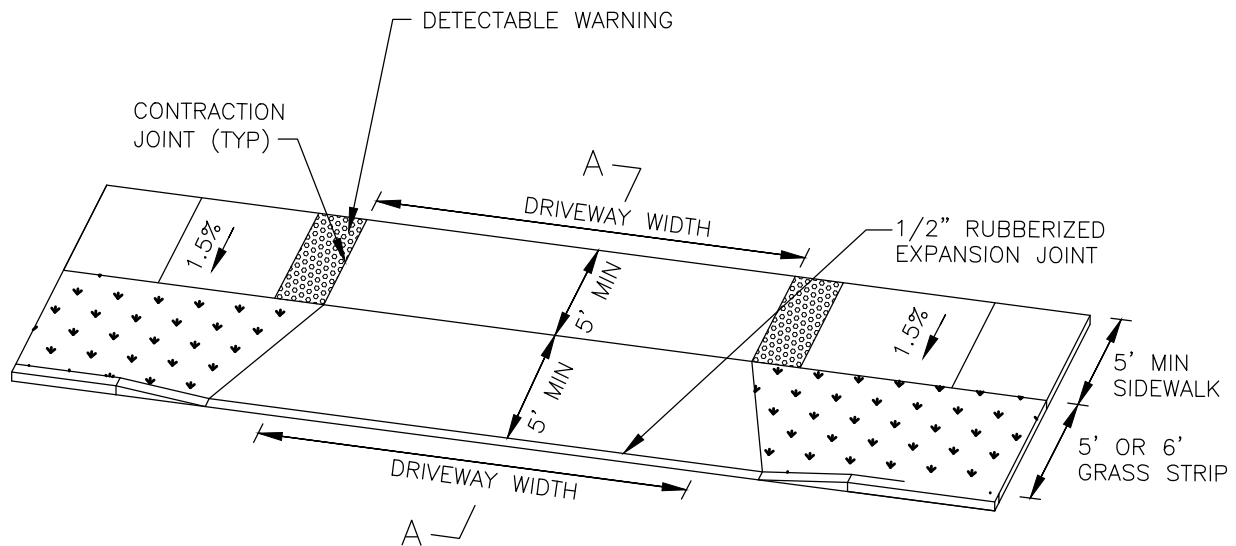 DETECTABLE WARNING
CONTRACTION
JOINT (TYP)
A
DRIVEWAY WIDTH
1/2” RUBBERIZED
EXPANSION JOINT
1.5%
5' MIN
1.5%
5' MIN
5' MIN
SIDEWALK
DRIVEWAY WIDTH
5' OR 6'
GRASS STRIP
A